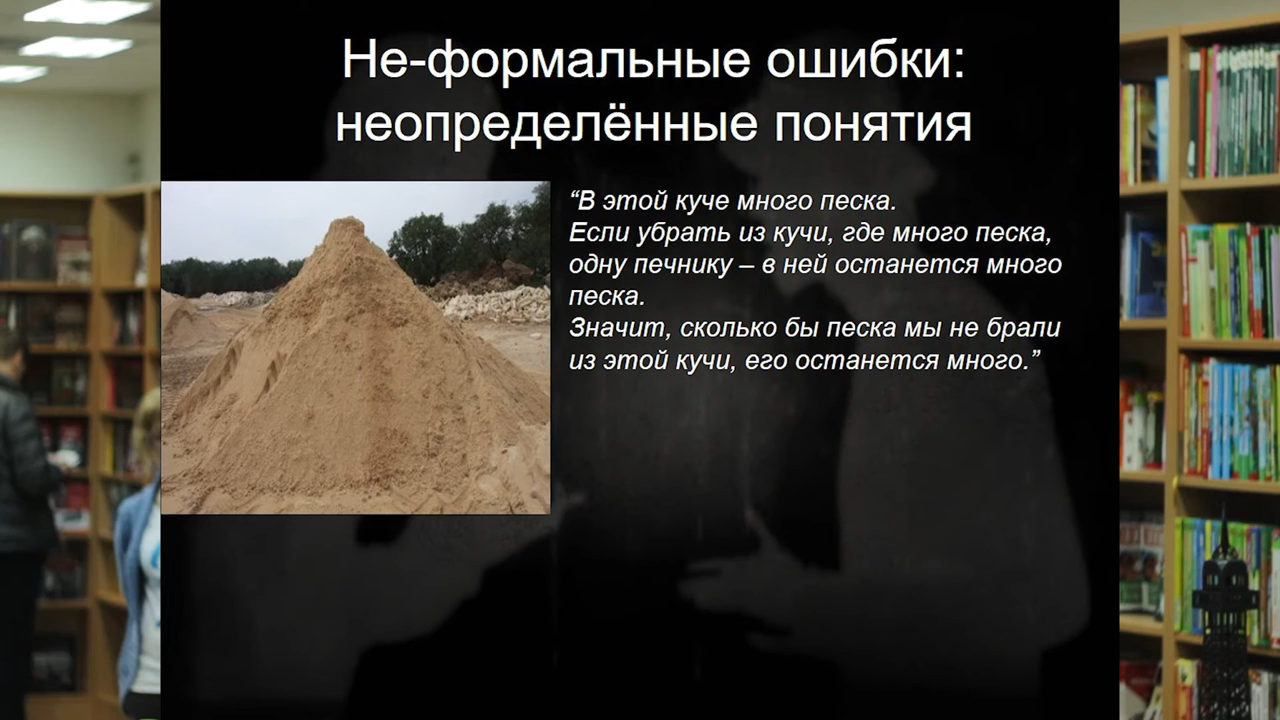 Не-формальные ошибки:
неопределённые понятия
“В этой куче много песка.
Если убрать из кучи, где много песка,
одну печнику – в ней останется много
песка.
Значит, сколько бы песка мы не брали
из этой кучи, его останется много.”